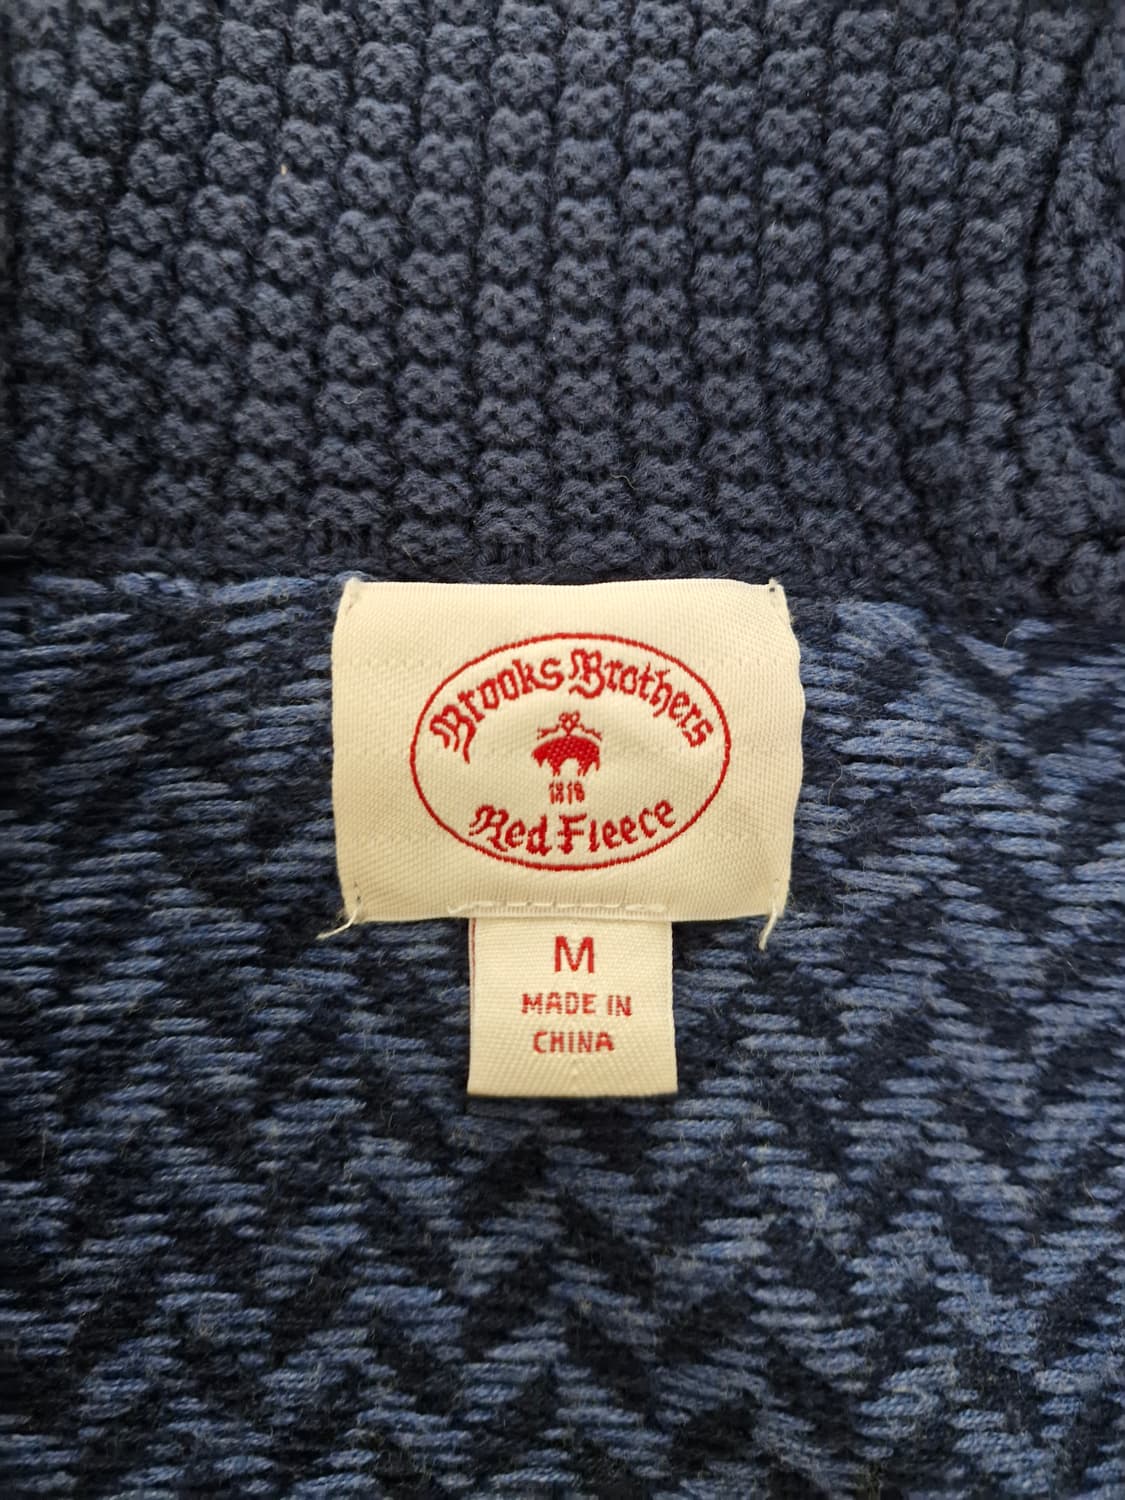 Brooks Brothers
1818
Red Fleece
M
MADE IN
CHINA